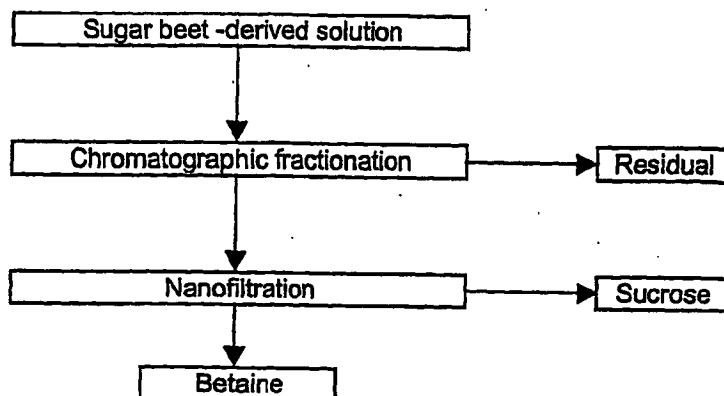 Sugar beet -derived solution
Chromatographic fractionation
Residual
Nanofiltration
Sucrose
Betaine